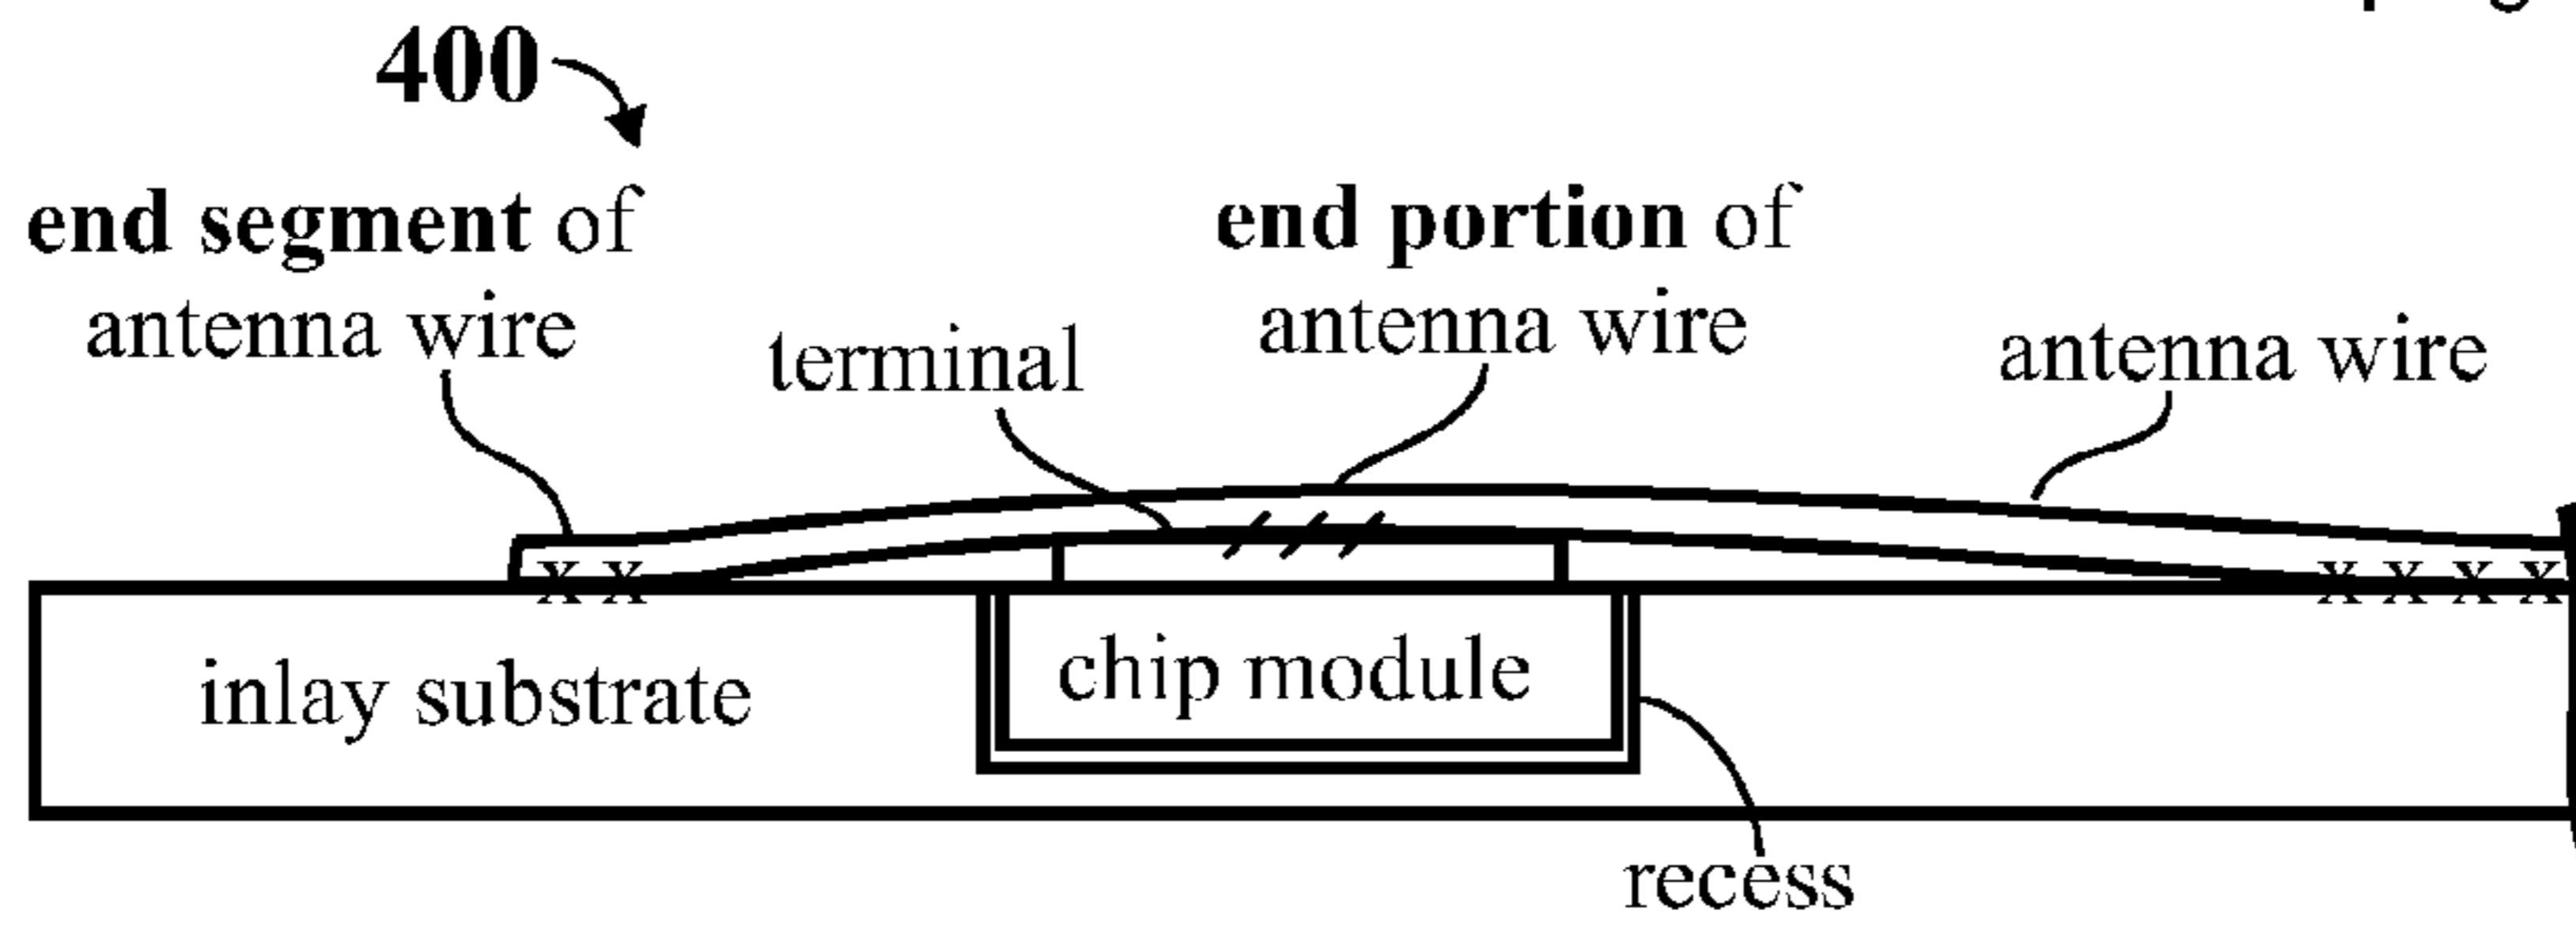 400
end segment of
antenna wire
terminal
end portion of
antenna wire
antenna wire
x x
x x x x
inlay substrate
chip module
recess